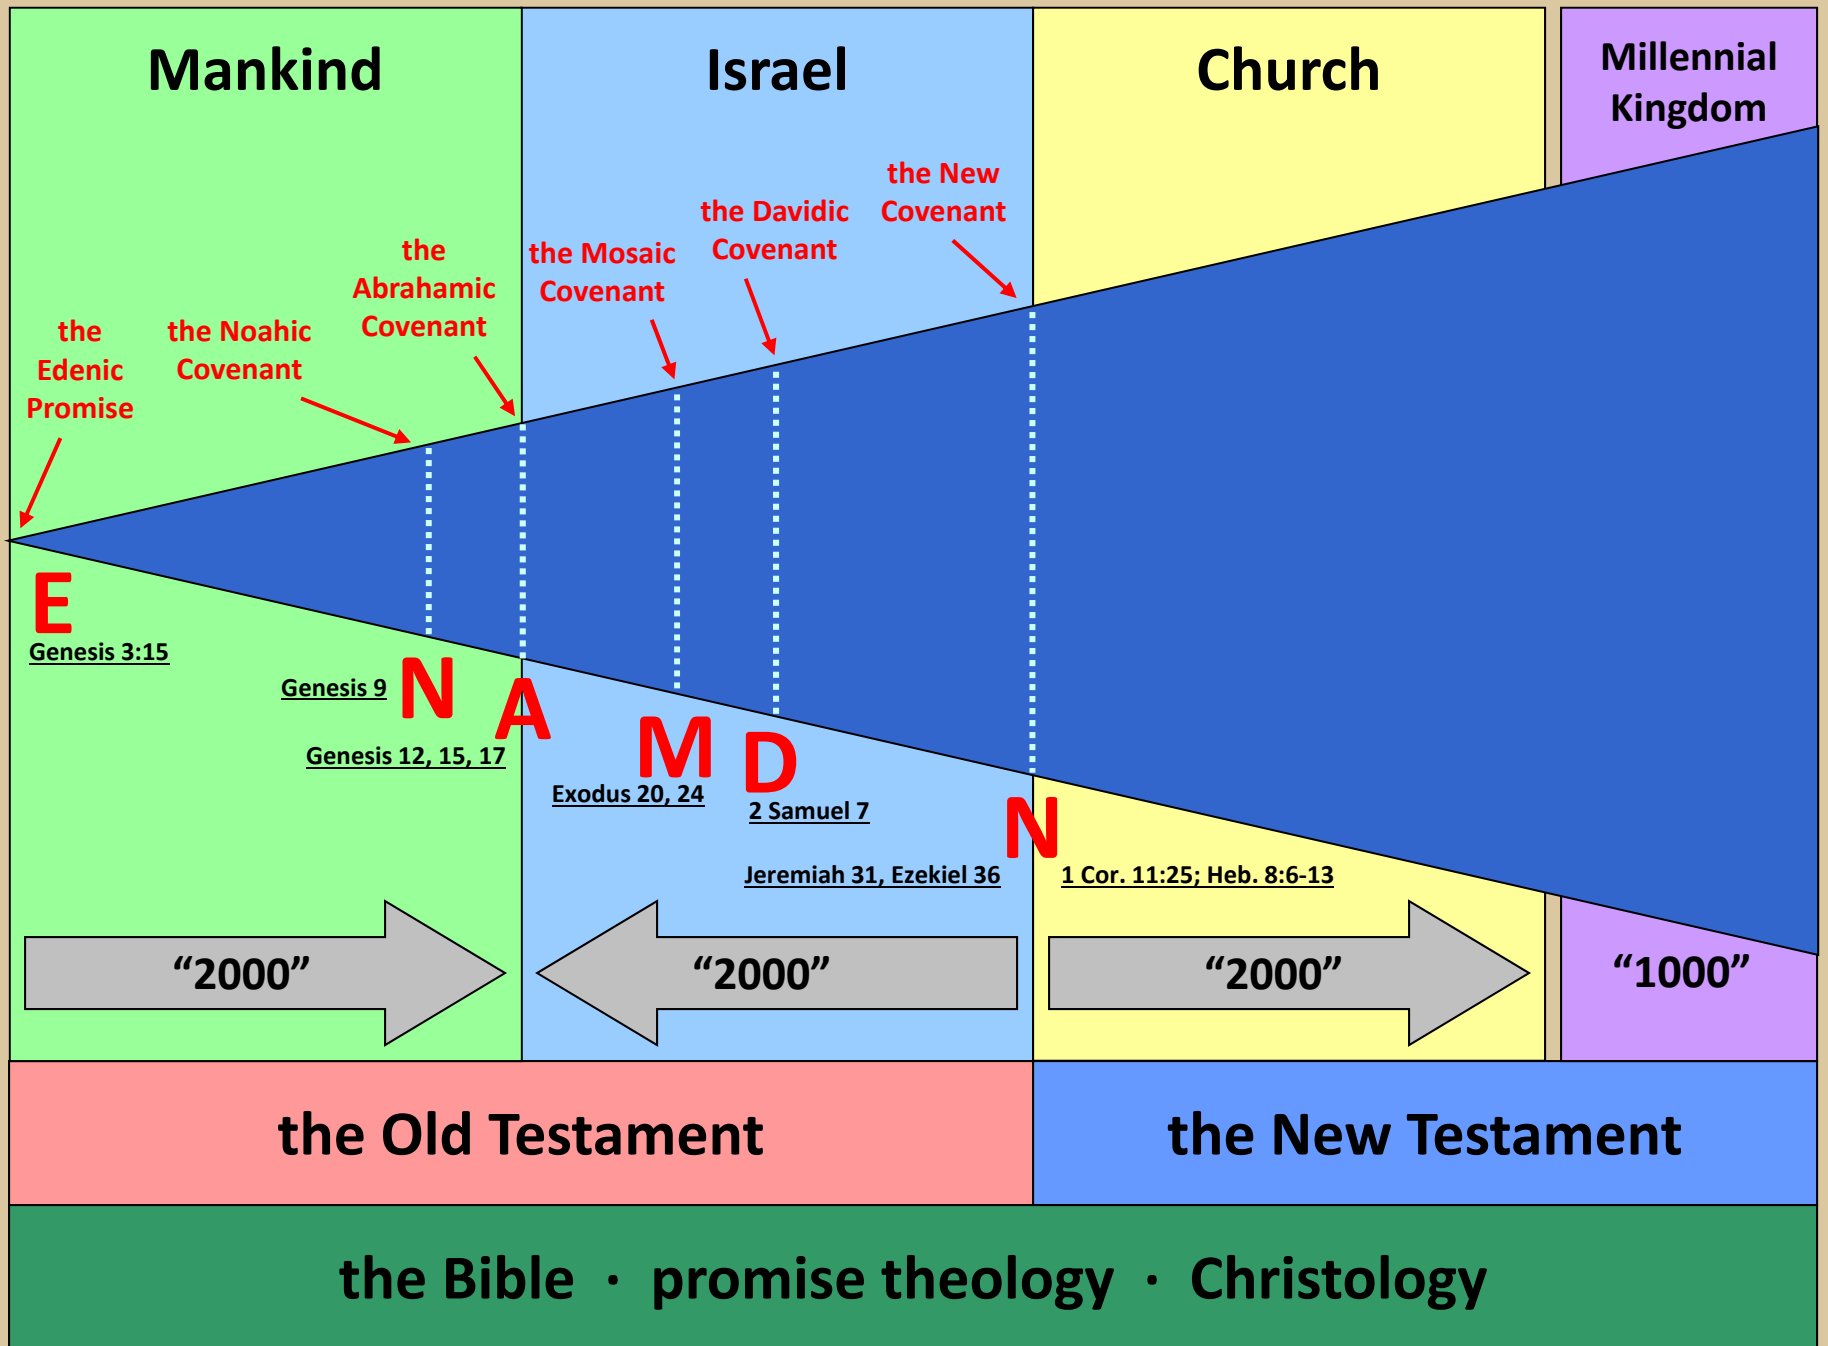 Mankind
Israel
Church
Millennial
Kingdom
the
Edenic
Promise
the Noahic
Covenant
the
Abrahamic
Covenant
the Mosaic
Covenant
the Davidic
Covenant
the New
Covenant
E
Genesis 3:15
Genesis 9
N
A
Genesis 12, 15, 17
M
Exodus 20, 24
D
2 Samuel 7
N
Jeremiah 31, Ezekiel 36
1 Cor. 11:25; Heb. 8:6-13
“2000”
“2000”
“2000”
“1000”
the Old Testament
the New Testament
the Bible · promise theology · Christology